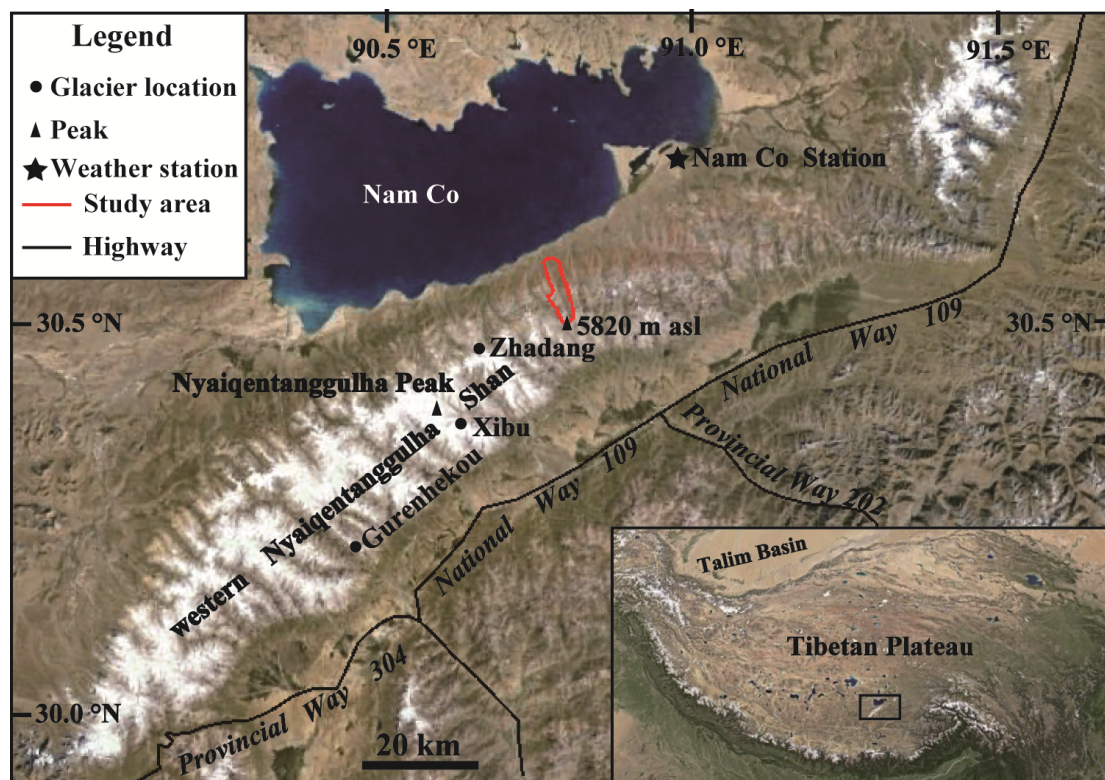 Legend
Glacier location
Peak
Weather station
Study area
Highway
90.5 °E
91.0 °E
91.5 °E
Nam Co Station
Nam Co
30.5 °N
5820 m asl
30.5 °N
Zhadang
Nyaiqentanggulha Peak
Xibu
Gurenhekou
western Nyaiqentanggulha Shan
National Way 109
National Way 109
Provincial Way 202
30.0 °N
Provincial Way 304
20 km
Talim Basin
Tibetan Plateau